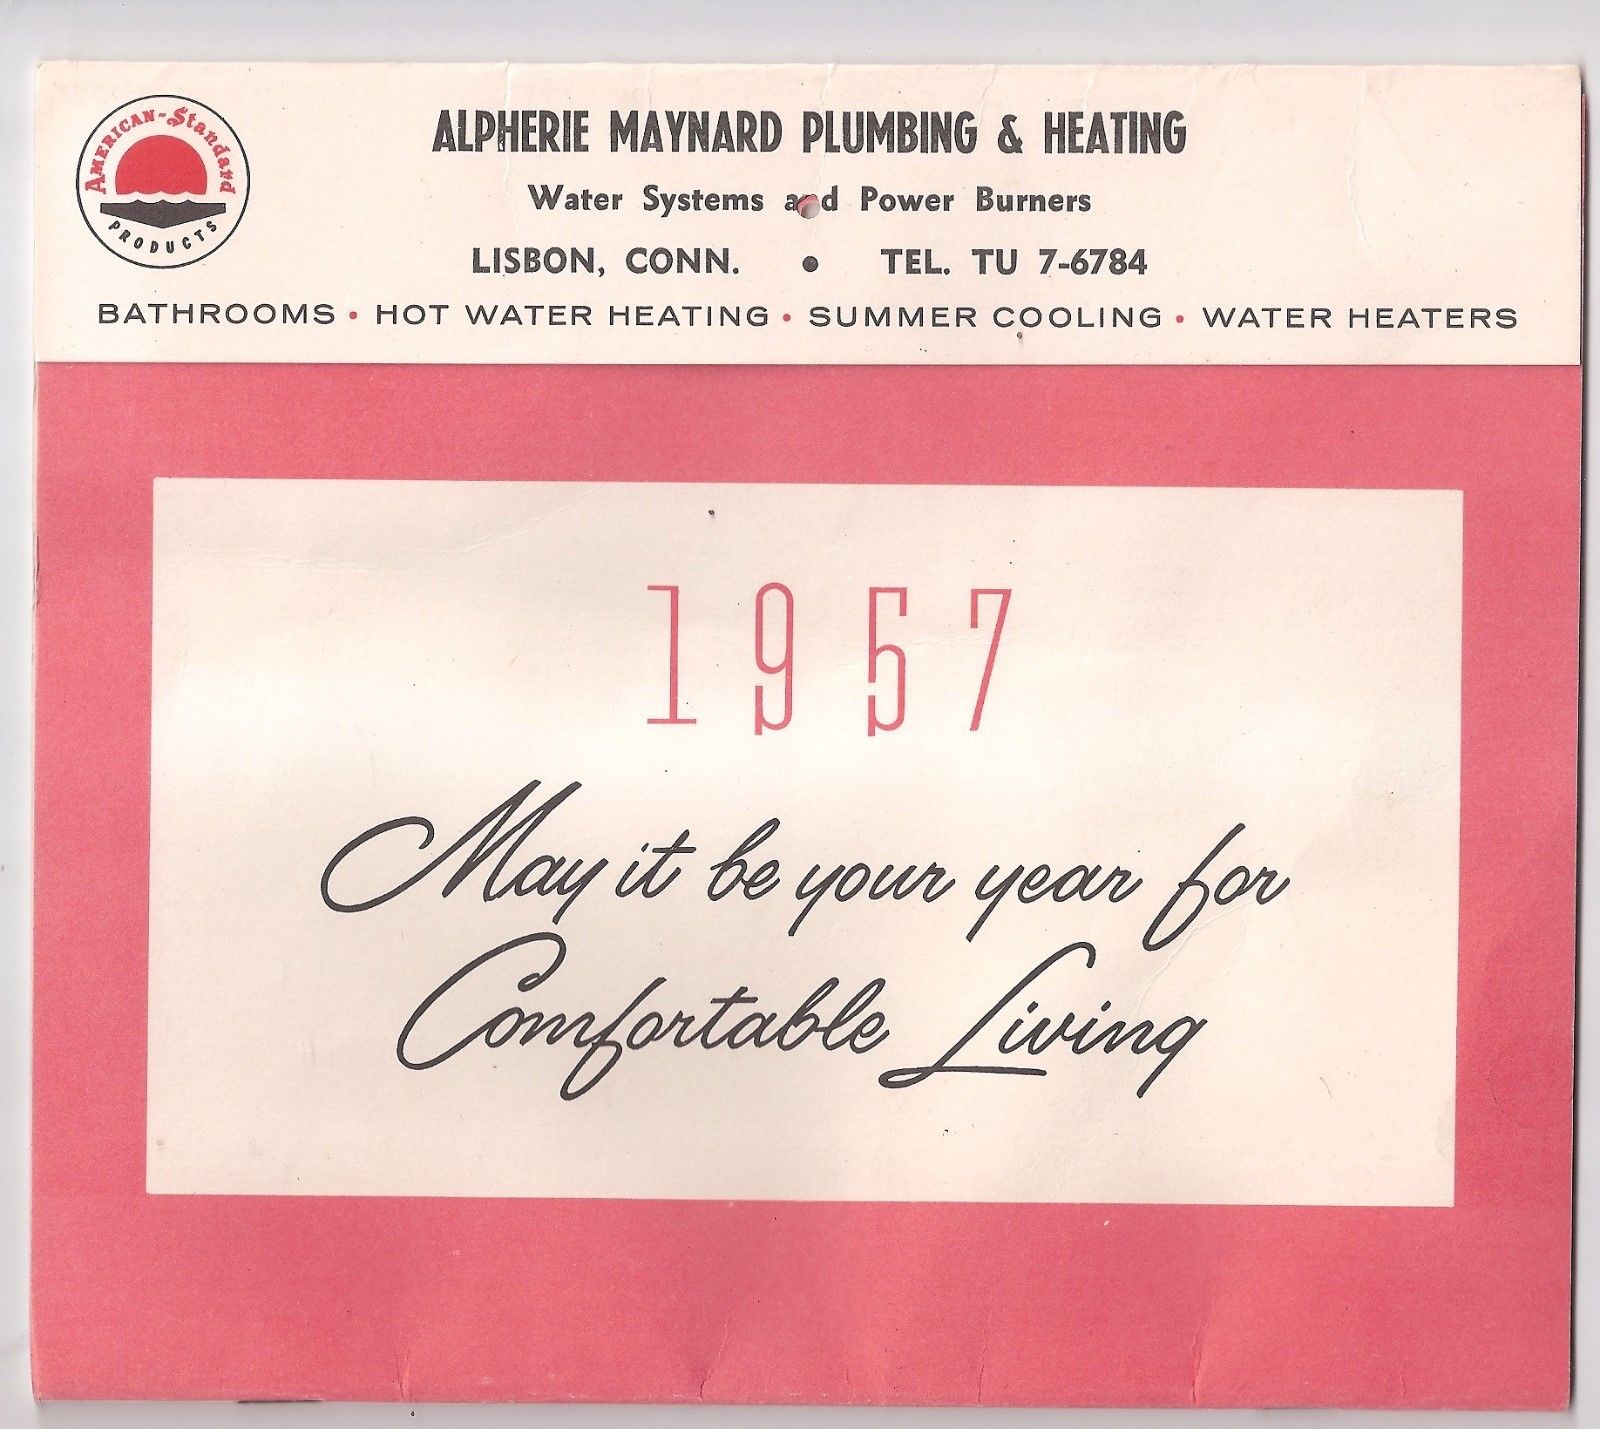 AMERICAN-Standard
PRODUCTS
ALPHERIE MAYNARD PLUMBING & HEATING
Water Systems and Power Burners
LISBON, CONN. • TEL. TU 7-6784
BATHROOMS • HOT WATER HEATING • SUMMER COOLING • WATER HEATERS
1957
May it be your year for
Comfortable Living